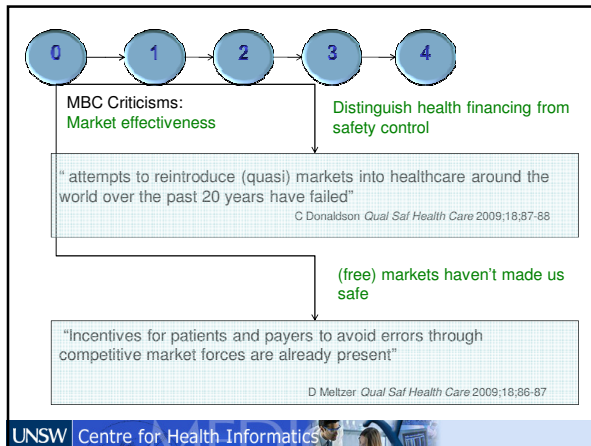 0 1 2 3 4
MBC Criticisms:
Market effectiveness
Distinguish health financing from
safety control
“ attempts to reintroduce (quasi) markets into healthcare around the
world over the past 20 years have failed”
C Donaldson Qual Saf Health Care 2009;18;87-88
(free) markets haven’t made us
safe
“Incentives for patients and payers to avoid errors through
competitive market forces are already present”
D Meltzer Qual Saf Health Care 2009;18;86-87
UNSW Centre for Health Informatics